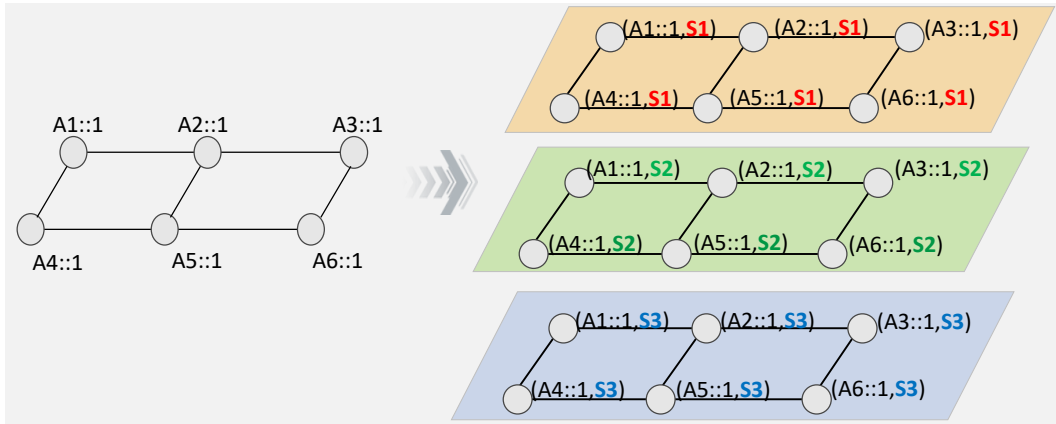 A1::1 A2::1 A3::1
A4::1 A5::1 A6::1
(A1::1,S1) (A2::1,S1) (A3::1,S1)
(A4::1,S1) (A5::1,S1) (A6::1,S1)
(A1::1,S2) (A2::1,S2) (A3::1,S2)
(A4::1,S2) (A5::1,S2) (A6::1,S2)
(A1::1,S3) (A2::1,S3) (A3::1,S3)
(A4::1,S3) (A5::1,S3) (A6::1,S3)